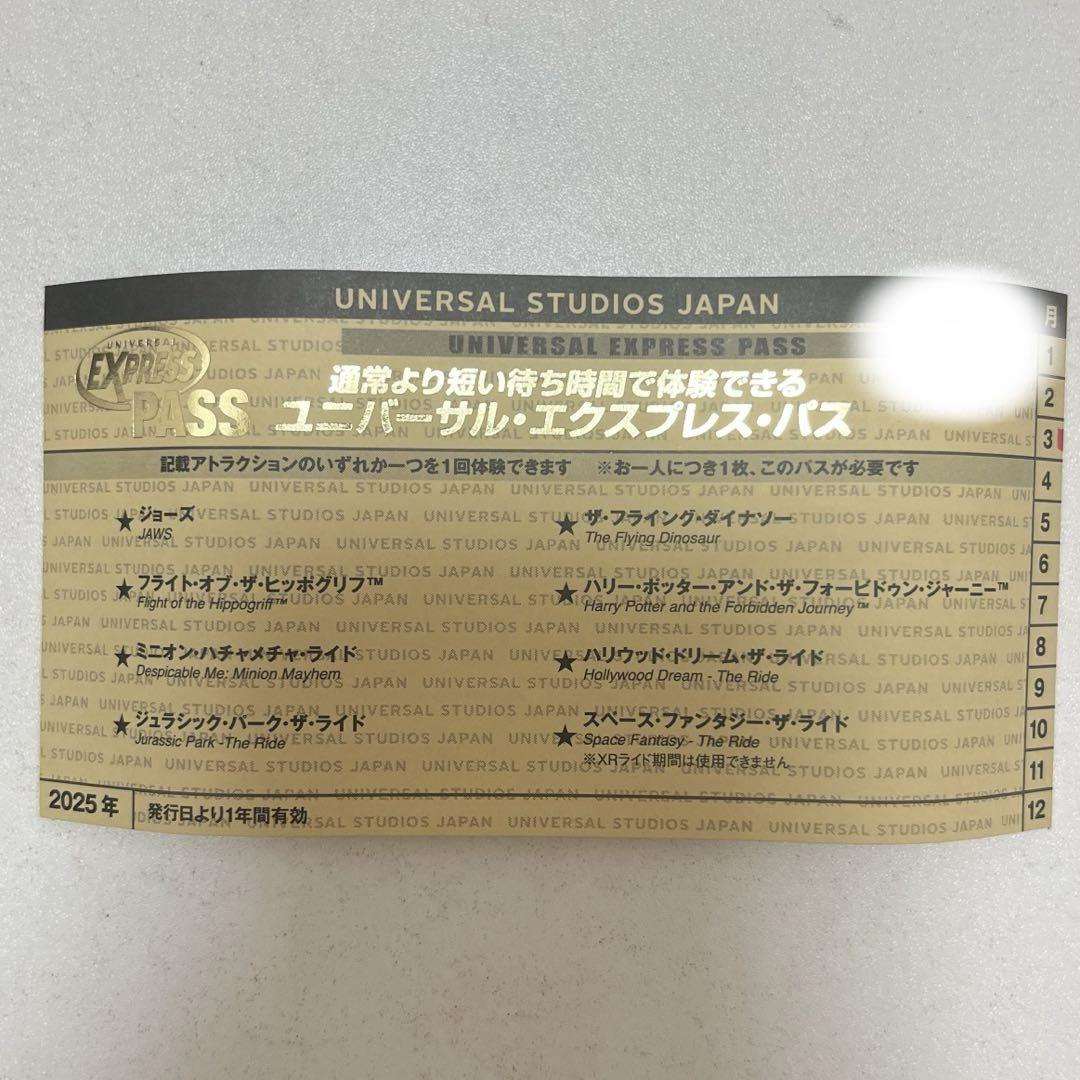 UNIVERSAL STUDIOS JAPAN
月
UNIVERSAL EXPRESS PASS
UNIVERSAL
EXPRESS
PASS
通常より短い待ち時間で体験できる
ユニバーサル・エクスプレス・パス
記載アトラクションのいずれか一つを1回体験できます ※お一人につき1枚、このパスが必要です
★ジョーズ
JAWS
★フライト・オブ・ザ・ヒッポグリフ™
Flight of the Hippogriff™
★ミニオン・ハチャメチャ・ライド
Despicable Me: Minion Mayhem
★ジュラシック・パーク・ザ・ライド
Jurassic Park -The Ride
★ザ・フライング・ダイナソー
The Flying Dinosaur
★ハリー・ポッター・アンド・ザ・フォービドゥン・ジャーニー™
Harry Potter and the Forbidden Journey™
★ハリウッド・ドリーム・ザ・ライド
Hollywood Dream - The Ride
★スペース・ファンタジー・ザ・ライド
Space Fantasy - The Ride
※XRライド期間は使用できません
1
2
3
4
5
6
7
8
9
10
11
12
2025年 発行日より1年間有効